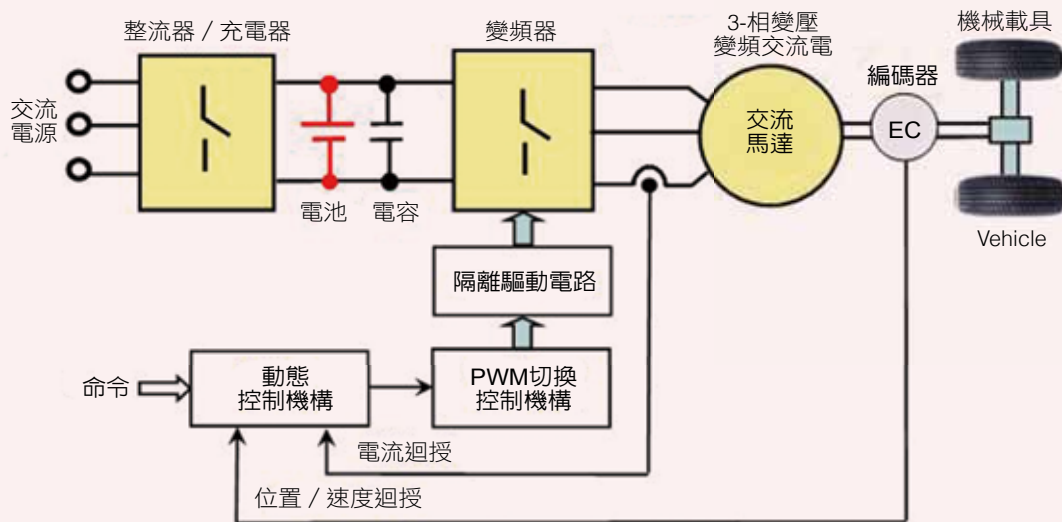 整流器 / 充電器
變頻器
3-相變壓
變頻交流電
機械載具
編碼器
交流
電源
交流
馬達
EC
電池
電容
Vehicle
隔離驅動電路
命令
動態
控制機構
PWM切換
控制機構
電流迴授
位置 / 速度迴授